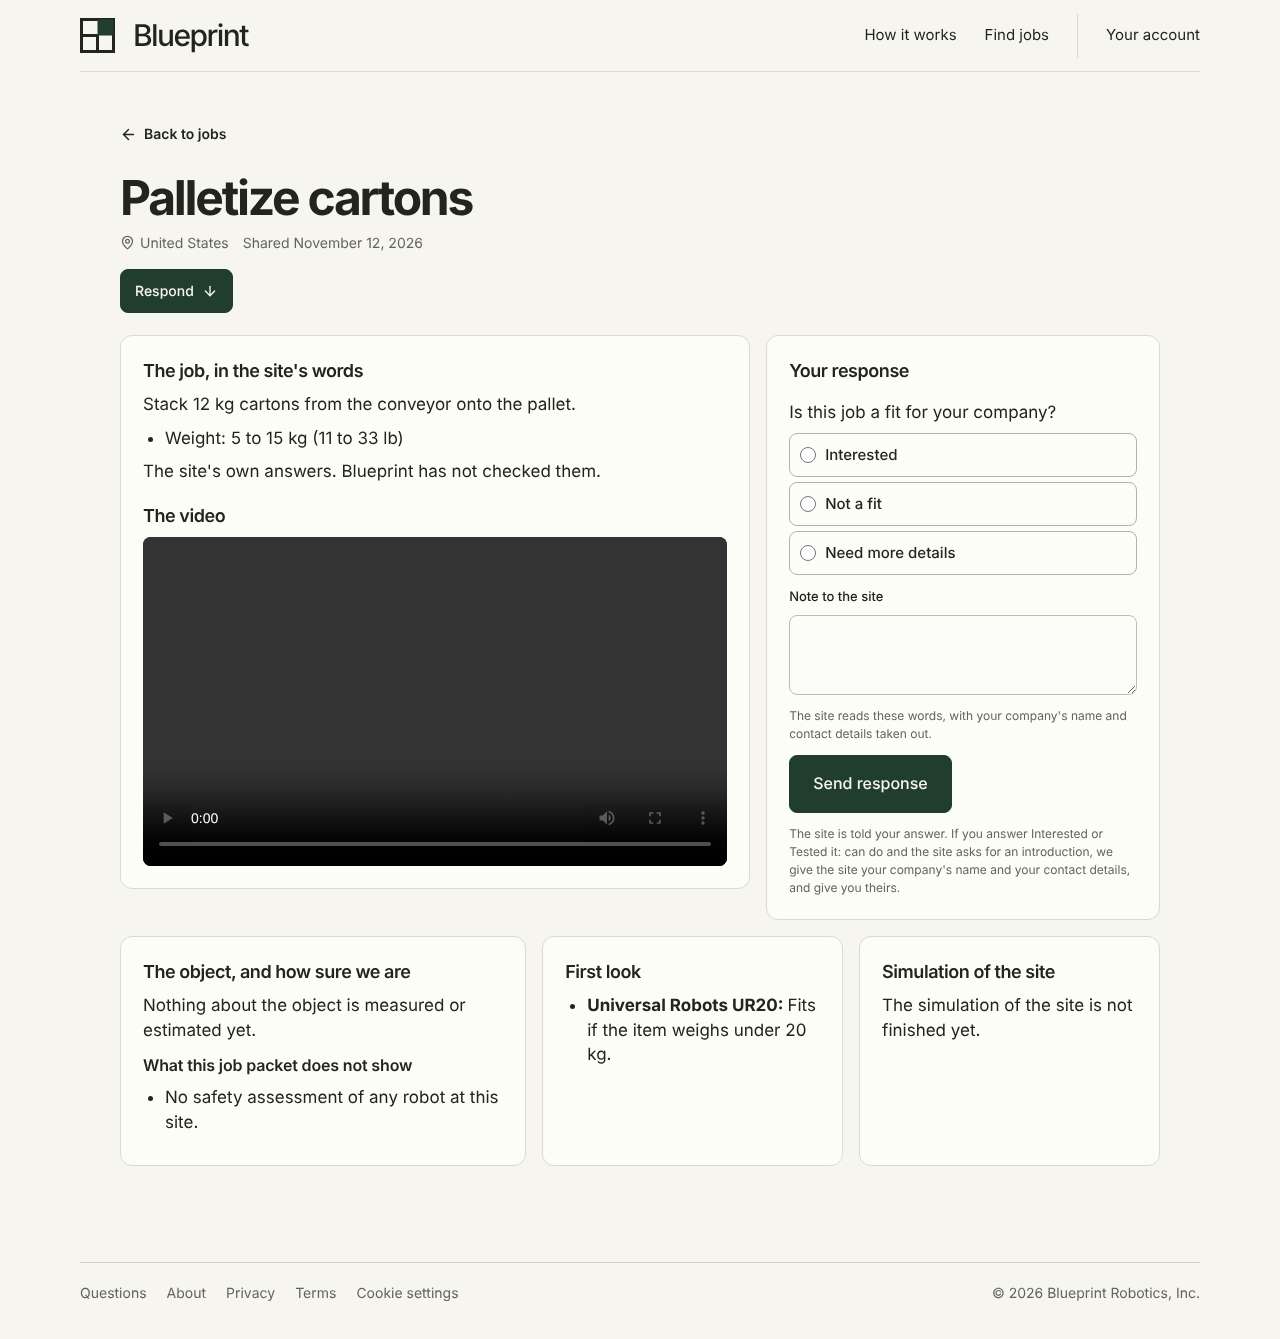 Blueprint
How it works
Find jobs
Your account
Back to jobs
Palletize cartons
United States
Shared November 12, 2026
Respond
The job, in the site's words
Stack 12 kg cartons from the conveyor onto the pallet.
• Weight: 5 to 15 kg (11 to 33 lb)
The site's own answers. Blueprint has not checked them.
The video
0:00
Your response
Is this job a fit for your company?
Interested
Not a fit
Need more details
Note to the site
The site reads these words, with your company's name and
contact details taken out.
Send response
The site is told your answer. If you answer Interested or
Tested it: can do and the site asks for an introduction, we
give the site your company's name and your contact details,
and give you theirs.
The object, and how sure we are
Nothing about the object is measured or
estimated yet.
What this job packet does not show
• No safety assessment of any robot at this
site.
First look
• Universal Robots UR20: Fits
if the item weighs under 20
kg.
Simulation of the site
The simulation of the site is not
finished yet.
Questions
About
Privacy
Terms
Cookie settings
© 2026 Blueprint Robotics, Inc.